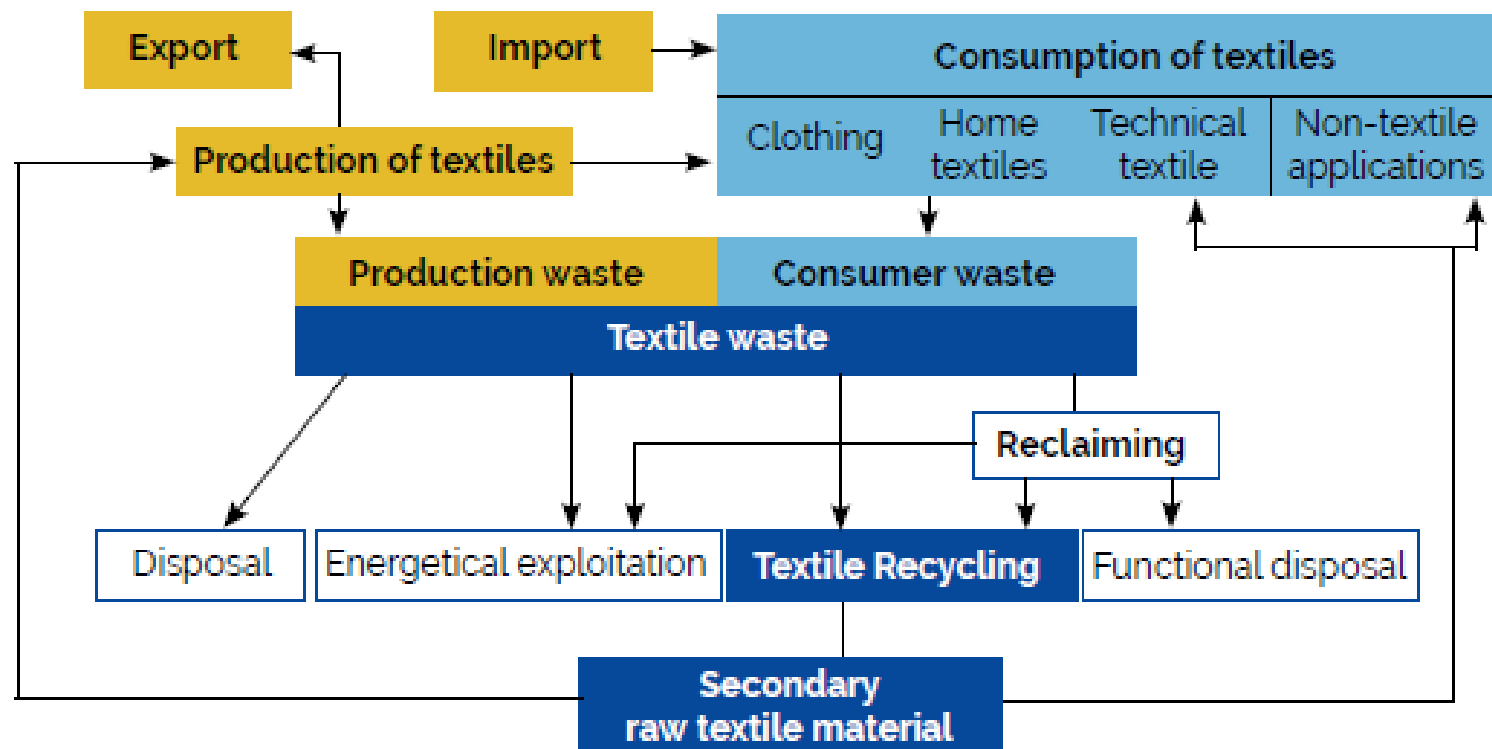 Export
Import
Consumption of textiles
Clothing
Home
textiles
Technical
textile
Non-textile
applications
Production of textiles
Production waste
Consumer waste
Textile waste
Reclaiming
Disposal
Energetical exploitation
Textile Recycling
Functional disposal
Secondary
raw textile material